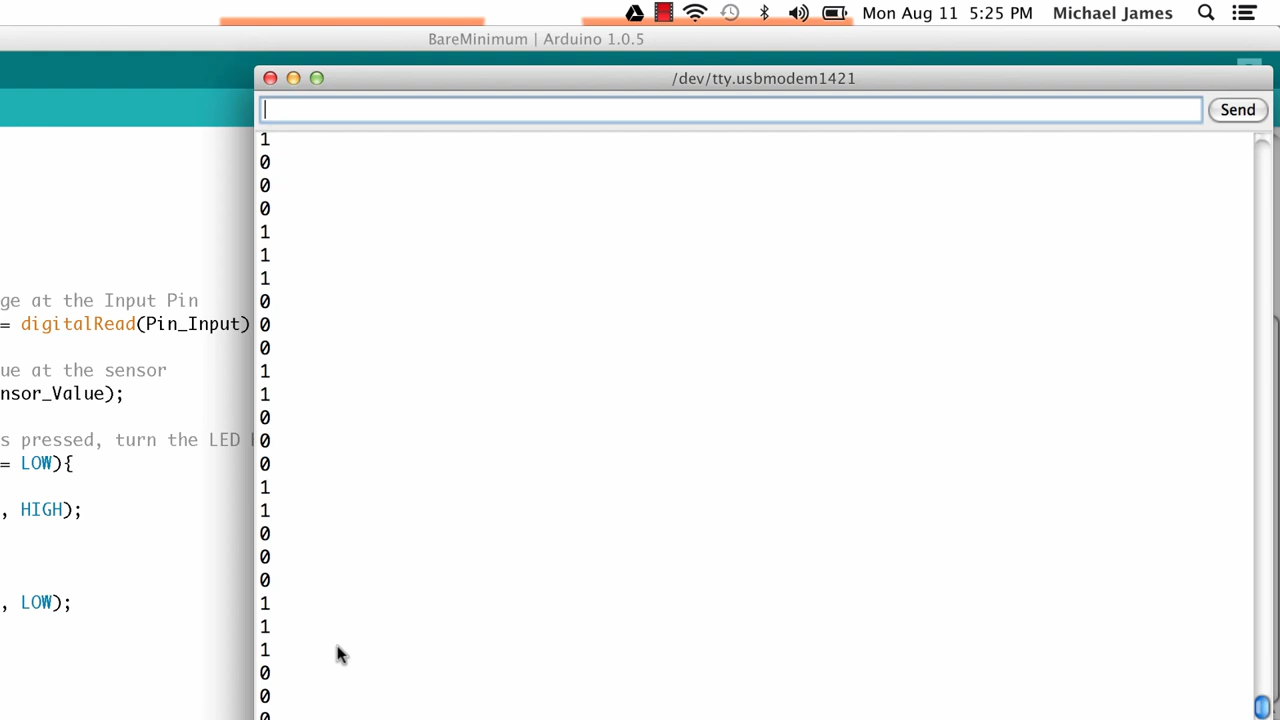 Mon Aug 11 5:25 PM Michael James
BareMinimum | Arduino 1.0.5
/dev/tty.usbmodem1421
Send
1
0
0
0
1
1
1
0
0
0
1
1
0
0
0
1
1
0
0
0
1
1
1
0
0
0
ge at the Input Pin
= digitalRead(Pin_Input)
ue at the sensor
nsor_Value);
s pressed, turn the LED
= LOW){
, HIGH);
, LOW);